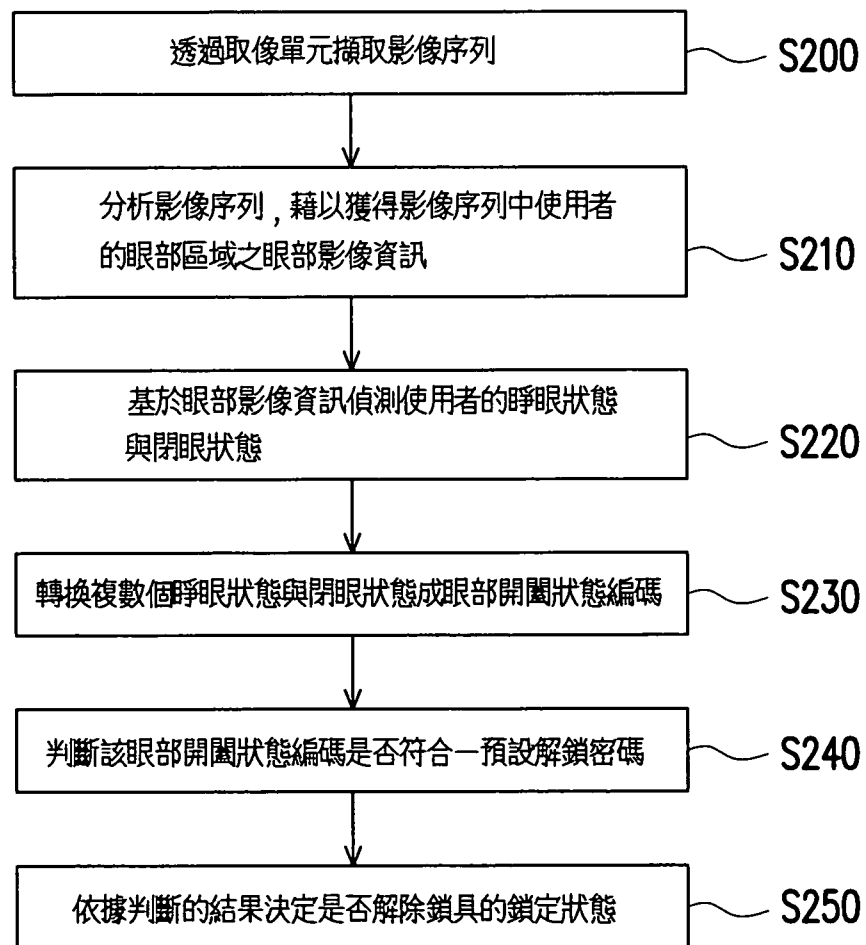 透過取像單元擷取影像序列
S200
分析影像序列，藉以獲得影像序列中使用者
的眼部區域之眼部影像資訊
S210
基於眼部影像資訊偵測使用者的睜眼狀態
與閉眼狀態
S220
轉換複數個睜眼狀態與閉眼狀態成眼部開闔狀態編碼
S230
判斷該眼部開闔狀態編碼是否符合一預設解鎖密碼
S240
依據判斷的結果決定是否解除鎖具的鎖定狀態
S250